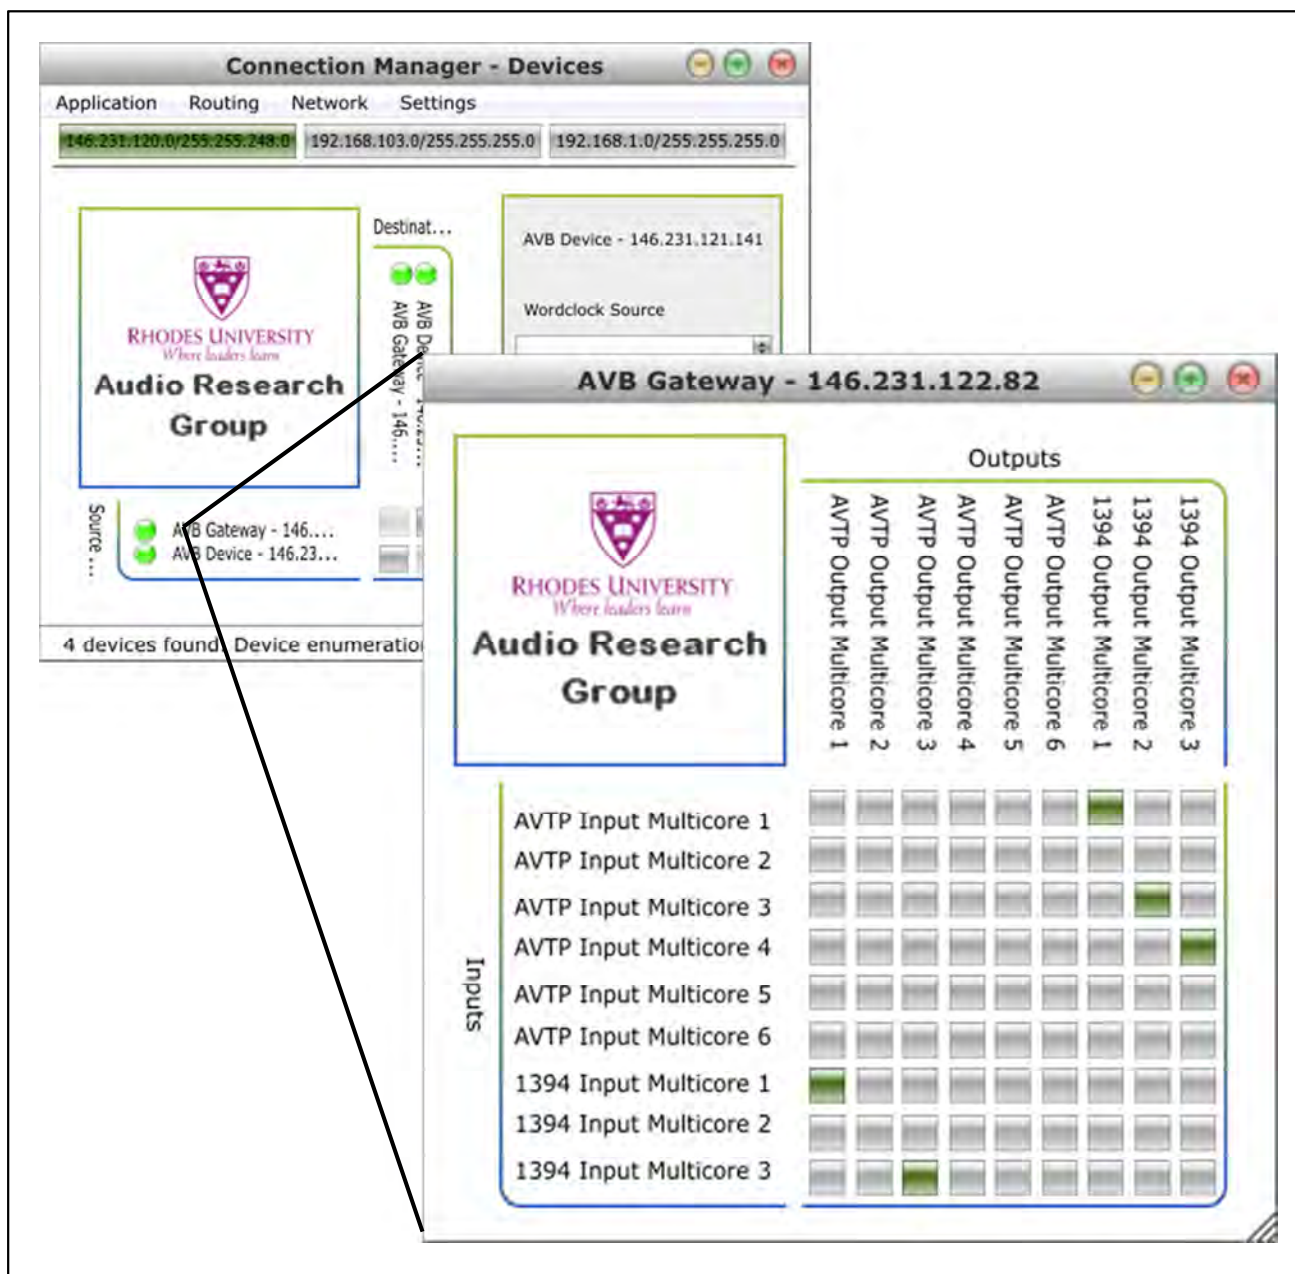 Connection Manager - Devices
Application Routing Network Settings
146.231.120.0/255.255.248.0 192.168.103.0/255.255.255.0 192.168.1.0/255.255.255.0
RHODES UNIVERSITY
Where leaders learn
Audio Research
Group
Destinat...
AVB Gateway - 146....
AVB Device - 146.23...
AVB Device - 146.231.121.141
Wordclock Source
Source ...
AVB Gateway - 146....
AVB Device - 146.23...
4 devices found. Device enumeratio
AVB Gateway - 146.231.122.82
RHODES UNIVERSITY
Where leaders learn
Audio Research
Group
Outputs
AVTP Output Multicore 1
AVTP Output Multicore 2
AVTP Output Multicore 3
AVTP Output Multicore 4
AVTP Output Multicore 5
AVTP Output Multicore 6
1394 Output Multicore 1
1394 Output Multicore 2
1394 Output Multicore 3
Inputs
AVTP Input Multicore 1
AVTP Input Multicore 2
AVTP Input Multicore 3
AVTP Input Multicore 4
AVTP Input Multicore 5
AVTP Input Multicore 6
1394 Input Multicore 1
1394 Input Multicore 2
1394 Input Multicore 3